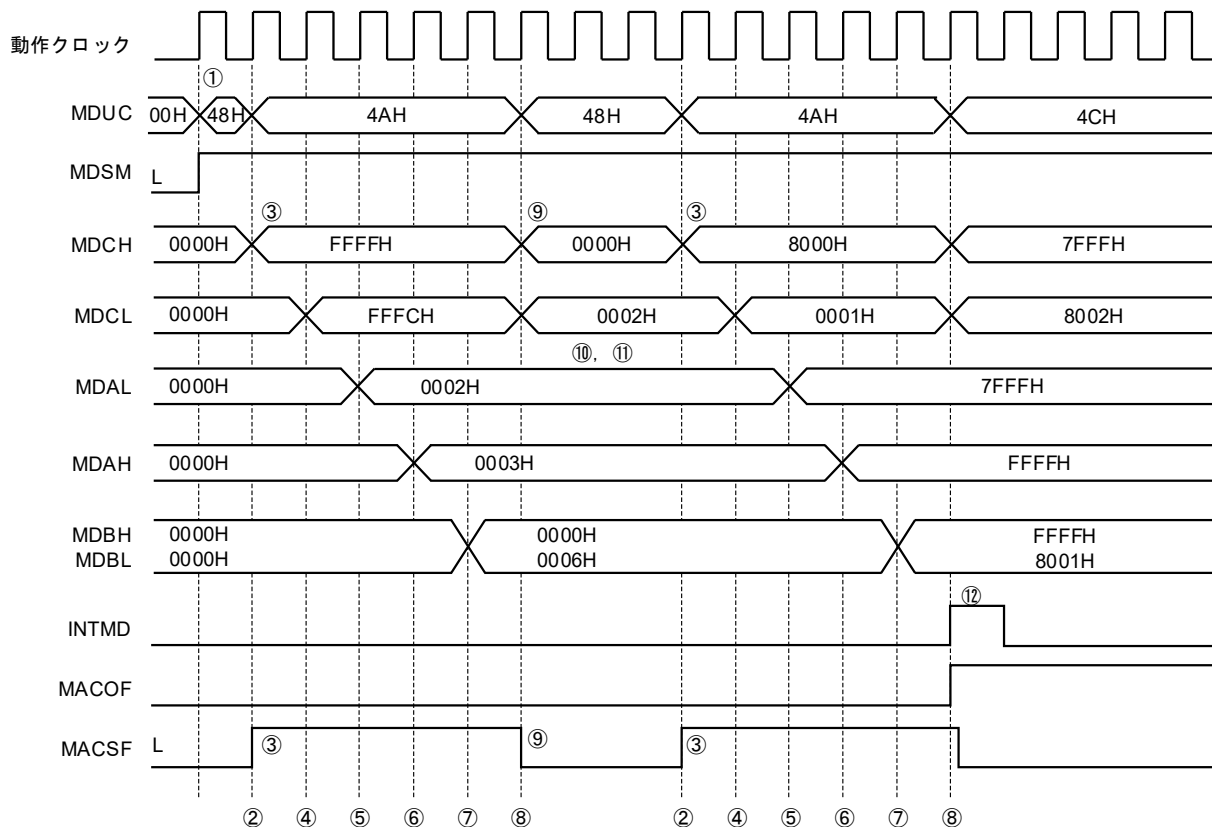 動作クロック
①
MDUC 00H 48H 4AH 48H 4AH 4CH
MDSM L
③ ⑨ ③
MDCH 0000H FFFFH 0000H 8000H 7FFFH
MDCL 0000H FFFCH 0002H 0001H 8002H
⑩, ⑪
MDAL 0000H 0002H 7FFFH
MDAH 0000H 0003H FFFFH
MDBH 0000H 0000H FFFFH
MDBL 0000H 0006H 8001H
⑫
INTMD
MACOF
MACSF L ③ ⑨ ③
② ④ ⑤ ⑥ ⑦ ⑧ ② ④ ⑤ ⑥ ⑦ ⑧